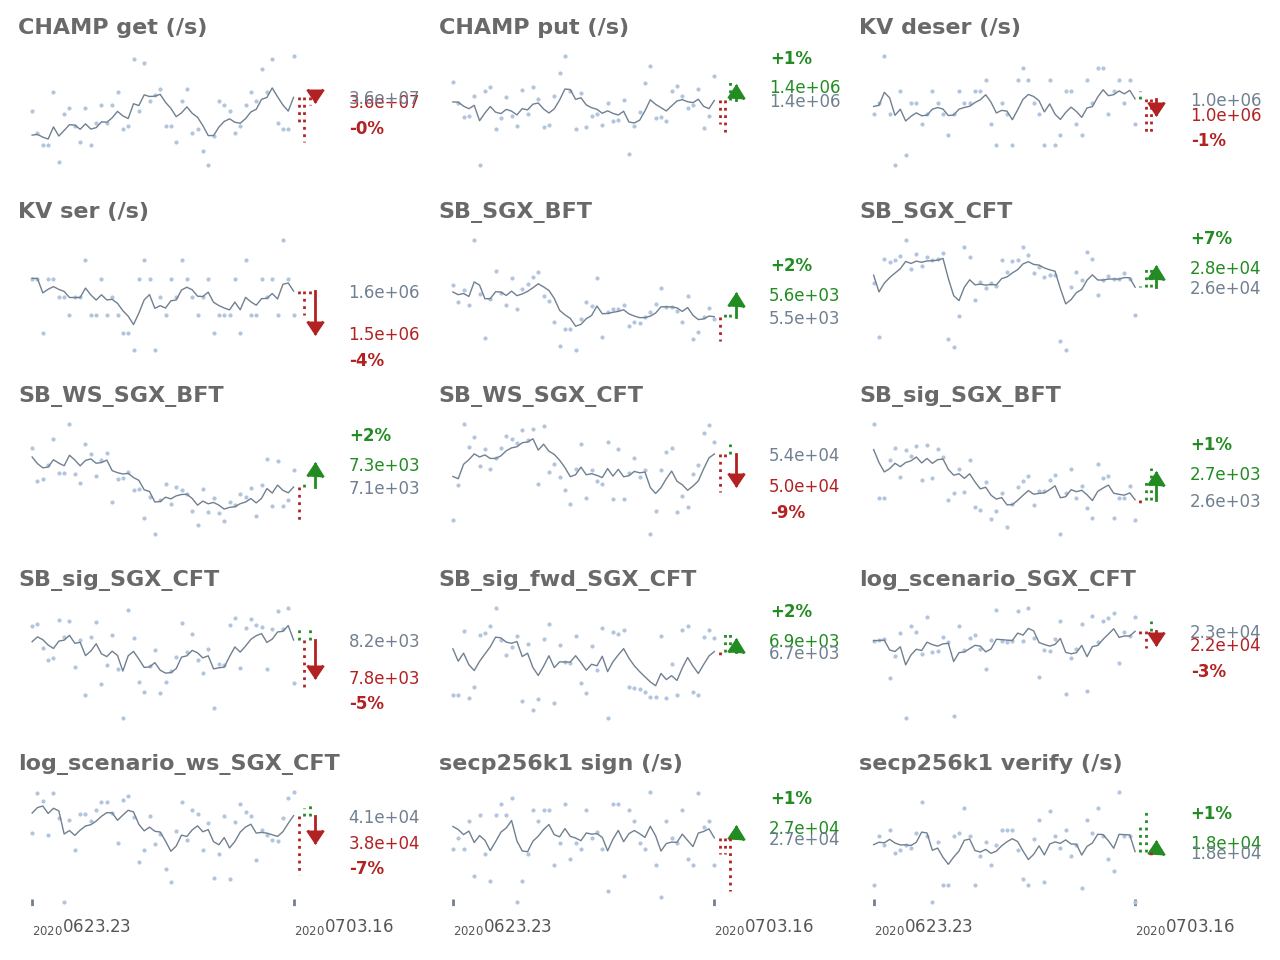 CHAMP get (/s)
3.6e+07
3.6e+07
-0%
CHAMP put (/s)
+1%
1.4e+06
1.4e+06
KV deser (/s)
1.0e+06
1.0e+06
-1%
KV ser (/s)
1.6e+06
1.5e+06
-4%
SB_SGX_BFT
+2%
5.6e+03
5.5e+03
SB_SGX_CFT
+7%
2.8e+04
2.6e+04
SB_WS_SGX_BFT
+2%
7.3e+03
7.1e+03
SB_WS_SGX_CFT
5.4e+04
5.0e+04
-9%
SB_sig_SGX_BFT
+1%
2.7e+03
2.6e+03
SB_sig_SGX_CFT
8.2e+03
7.8e+03
-5%
SB_sig_fwd_SGX_CFT
+2%
6.9e+03
6.7e+03
log_scenario_SGX_CFT
2.3e+04
2.2e+04
-3%
log_scenario_ws_SGX_CFT
4.1e+04
3.8e+04
-7%
secp256k1 sign (/s)
+1%
2.7e+04
2.7e+04
secp256k1 verify (/s)
+1%
1.8e+04
1.8e+04
20200623.23
20200703.16
20200623.23
20200703.16
20200623.23
20200703.16